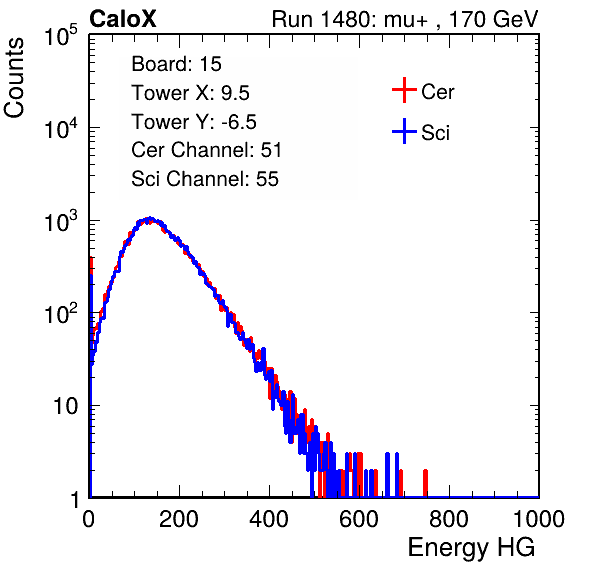 CaloX Run 1480: mu+ , 170 GeV
Counts
Board: 15
Tower X: 9.5
Tower Y: -6.5
Cer Channel: 51
Sci Channel: 55
Cer
Sci
10^5
10^4
10^3
10^2
10
1
0 200 400 600 800 1000
Energy HG